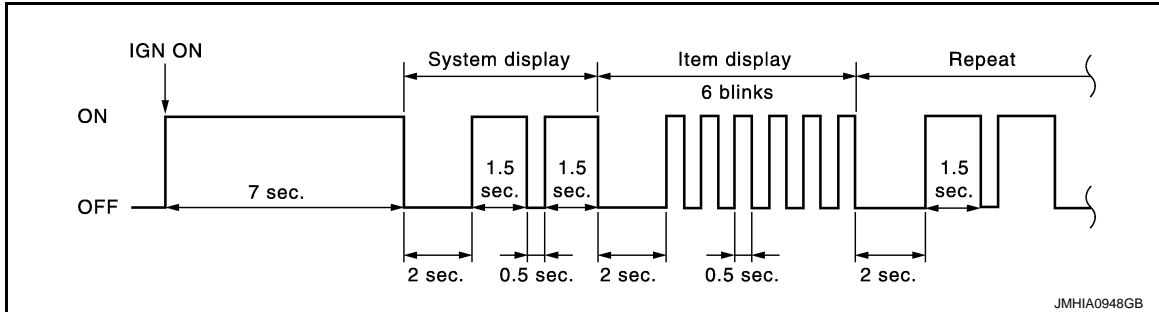 IGN ON
System display
Item display
Repeat
6 blinks
ON
1.5 sec.
1.5 sec.
1.5 sec.
7 sec.
OFF
2 sec.
0.5 sec.
2 sec.
0.5 sec.
2 sec.
JMHIA0948GB